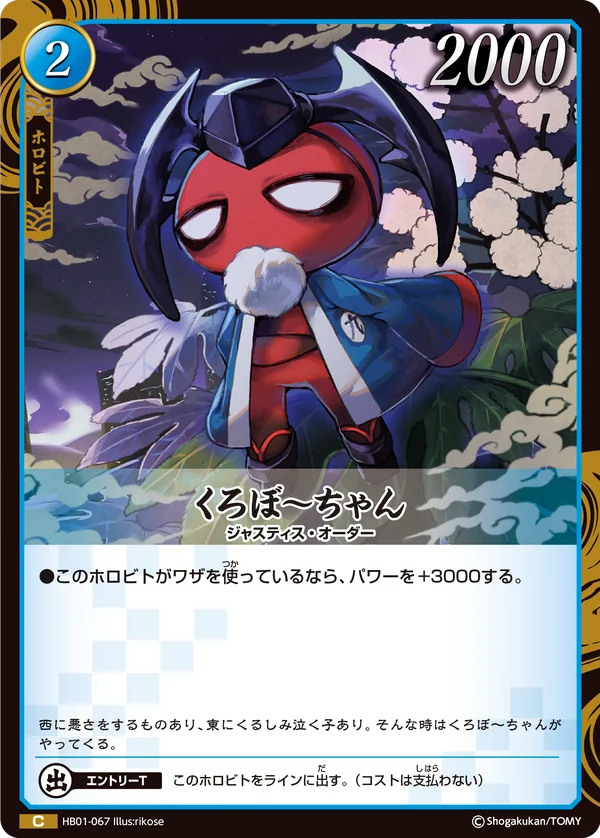 2
2000
ホロビト
くろぼ～ちゃん
ジャスティス・オーダー
●このホロビトがワザを使っているなら、パワーを+3000する。
西に悪さをするものあり、東にくるしみ泣く子あり。そんな時はくろぼ～ちゃんが
やってくる。
出 エントリーT このホロビトをラインに出す。（コストは支払わない）
C HB01-067 Illus:rikose ©Shogakukan/TOMY